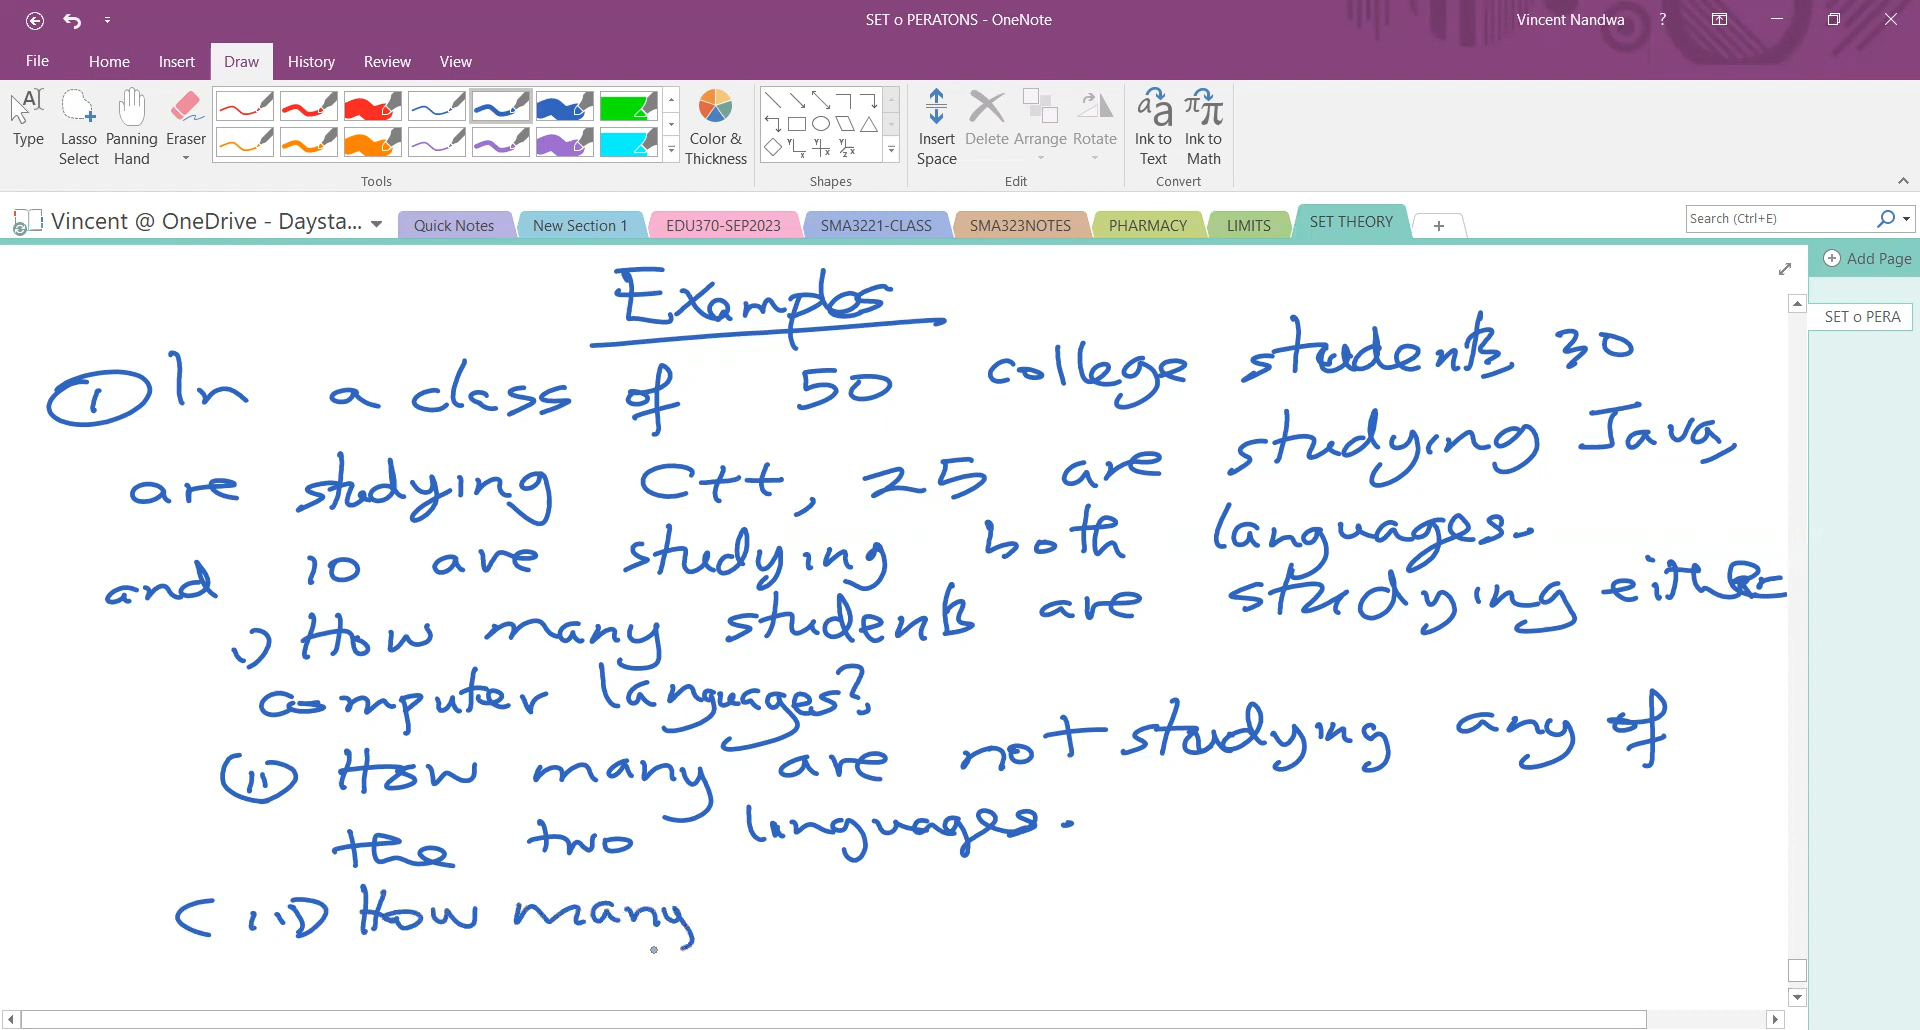 SET o PERATONS - OneNote
Vincent Nandwa
?
File Home Insert Draw History Review View
Type
Lasso Select
Panning Hand
Eraser
Color & Thickness
Insert Space
Delete
Arrange
Rotate
Ink to Text
Ink to Math
Tools
Shapes
Edit
Convert
Vincent @ OneDrive - Daysta...
Quick Notes
New Section 1
EDU370-SEP2023
SMA3221-CLASS
SMA323NOTES
PHARMACY
LIMITS
SET THEORY
+
Search (Ctrl+E)
Add Page
SET o PERA
Examples
① In a class of 50 college students 30
are studying C++, 25 are studying Java,
and 10 are studying both languages.
i) How many students are studying either
computer languages?
(ii) How many are not studying any of
the two languages.
(iii) How many